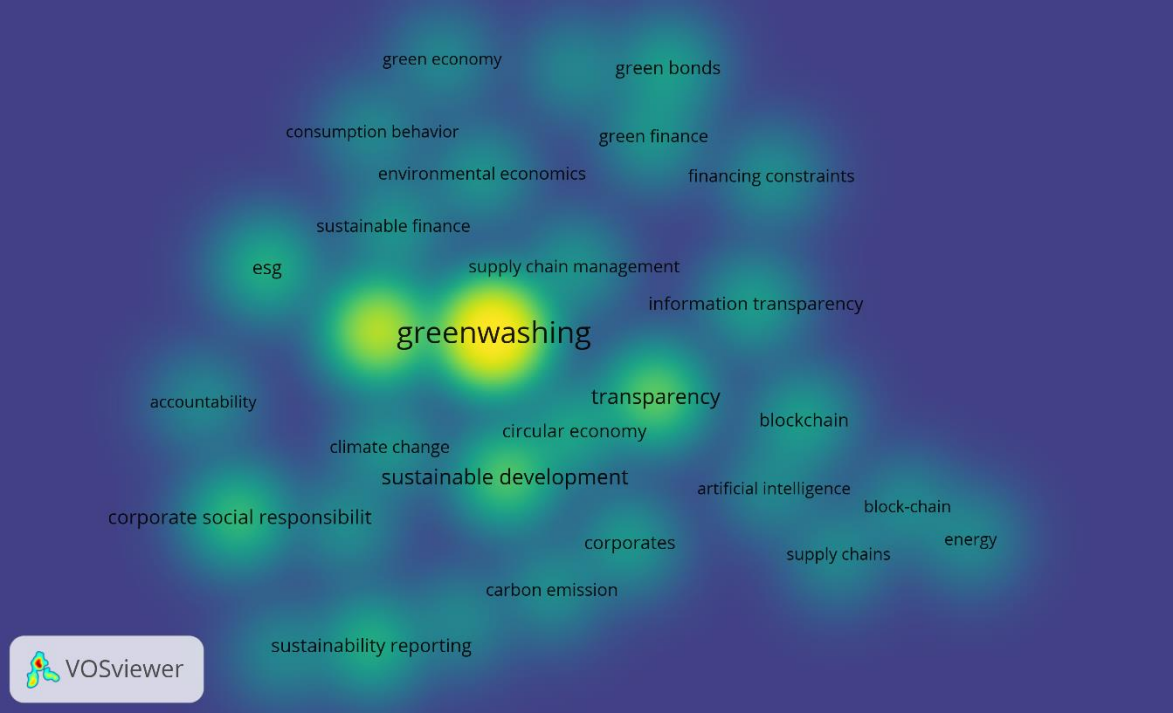 green economy
green bonds
consumption behavior
green finance
environmental economics
financing constraints
sustainable finance
esg
supply chain management
information transparency
greenwashing
transparency
accountability
blockchain
circular economy
climate change
sustainable development
artificial intelligence
block-chain
corporate social responsibilit
corporates
energy
supply chains
carbon emission
sustainability reporting
VOSviewer